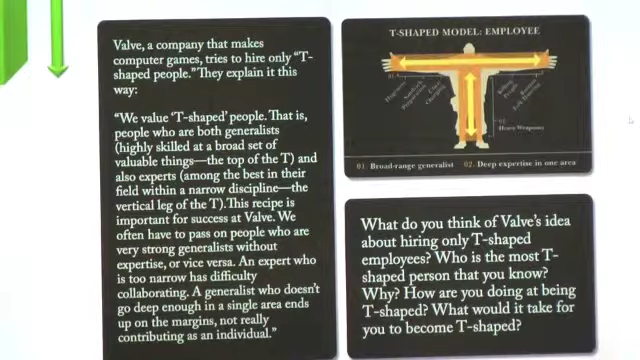 Valve, a company that makes
computer games, tries to hire only “T-
shaped people.” They explain it this
way:
“We value ‘T-shaped’ people. That is,
people who are both generalists
(highly skilled at a broad set of
valuable things—the top of the T) and
also experts (among the best in their
field within a narrow discipline—the
vertical leg of the T). This recipe is
important for success at Valve. We
often have to pass on people who are
very strong generalists without
expertise, or vice versa. An expert who
is too narrow has difficulty
collaborating. A generalist who doesn’t
go deep enough in a single area ends
up on the margins, not really
contributing as an individual.”
T-SHAPED MODEL: EMPLOYEE
01.
02.
Heavy Weapons
01. Broad-range generalist 02. Deep expertise in one area
What do you think of Valve’s idea
about hiring only T-shaped
employees? Who is the most T-
shaped person that you know?
Why? How are you doing at being
T-shaped? What would it take for
you to become T-shaped?